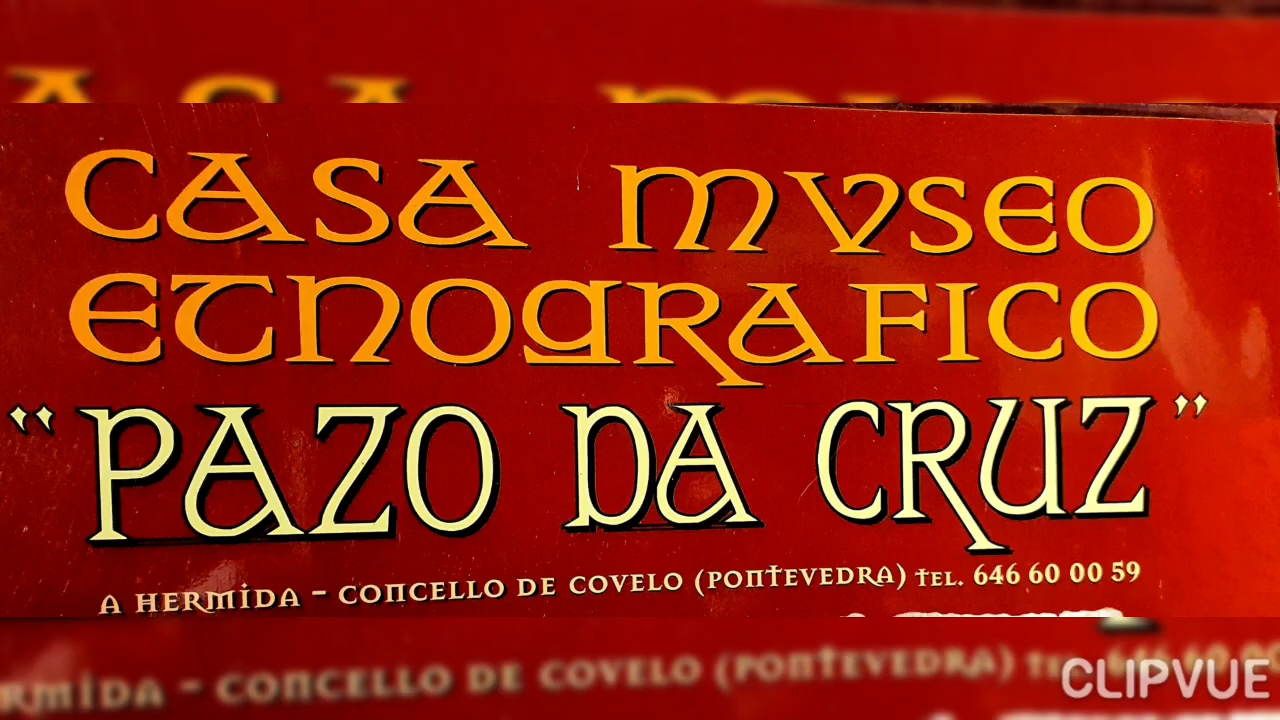 CASA MVSEO
ETNOGRAFICO
"PAZO DA CRUZ"
A HERMIDA - CONCELLO DE COVELO (PONTEVEDRA) TEL. 646 60 00 59
CLIPVUE